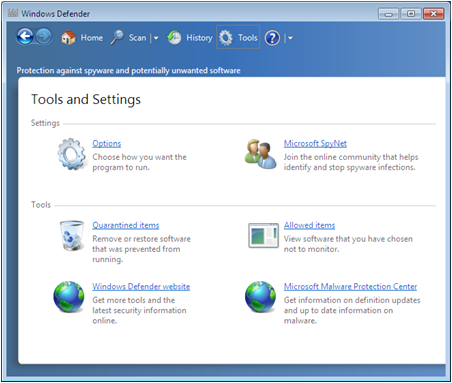 Windows Defender
Home Scan History Tools ?
Protection against spyware and potentially unwanted software
Tools and Settings
Settings
Options
Choose how you want the
program to run.
Microsoft SpyNet
Join the online community that helps
identify and stop spyware infections.
Tools
Quarantined items
Remove or restore software
that was prevented from
running.
Allowed items
View software that you have chosen
not to monitor.
Windows Defender website
Get more tools and the
latest security information
online.
Microsoft Malware Protection Center
Get information on definition updates
and up to date information on
malware.